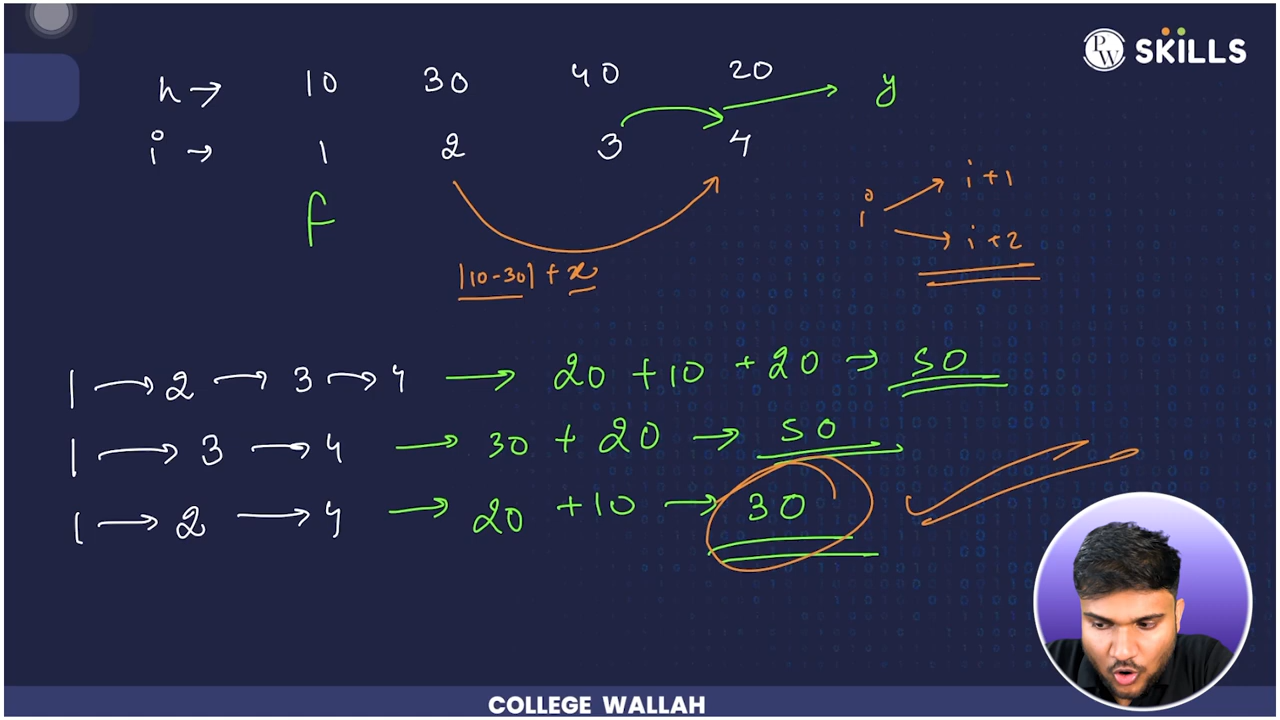 PW SKILLS
h → 10 30 40 20
y
i → 1 2 3 4
i → i+1
→ i+2
f
|10-30| + x
1 → 2 → 3 → 4 → 20 + 10 + 20 → 50
1 → 3 → 4 → 30 + 20 → 50
1 → 2 → 4 → 20 + 10 → 30
COLLEGE WALLAH